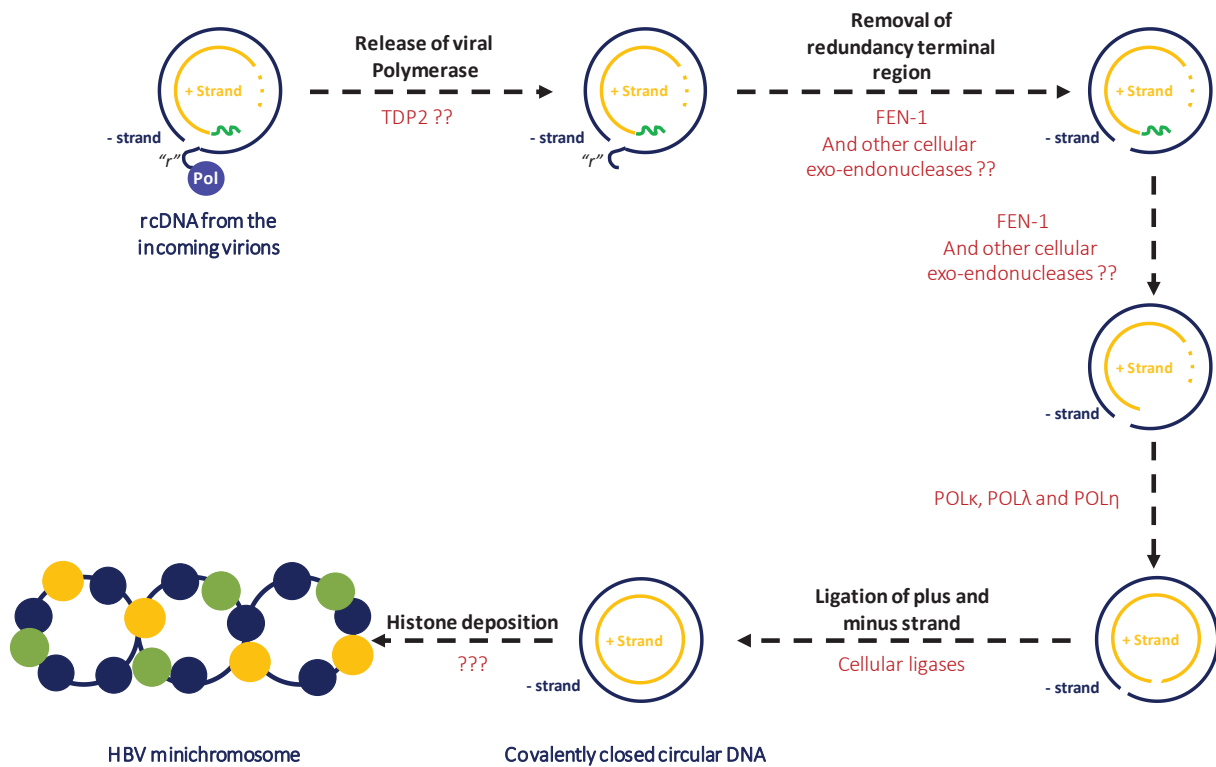 + Strand
- strand
"r"
Pol
rcDNA from the
incoming virions
Release of viral
Polymerase
TDP2 ??
+ Strand
- strand
"r"
Removal of
redundancy terminal
region
FEN-1
And other cellular
exo-endonucleases ??
+ Strand
- strand
FEN-1
And other cellular
exo-endonucleases ??
+ Strand
- strand
POLκ, POLλ and POLη
+ Strand
- strand
Ligation of plus and
minus strand
Cellular ligases
+ Strand
- strand
Covalently closed circular DNA
Histone deposition
???
HBV minichromosome